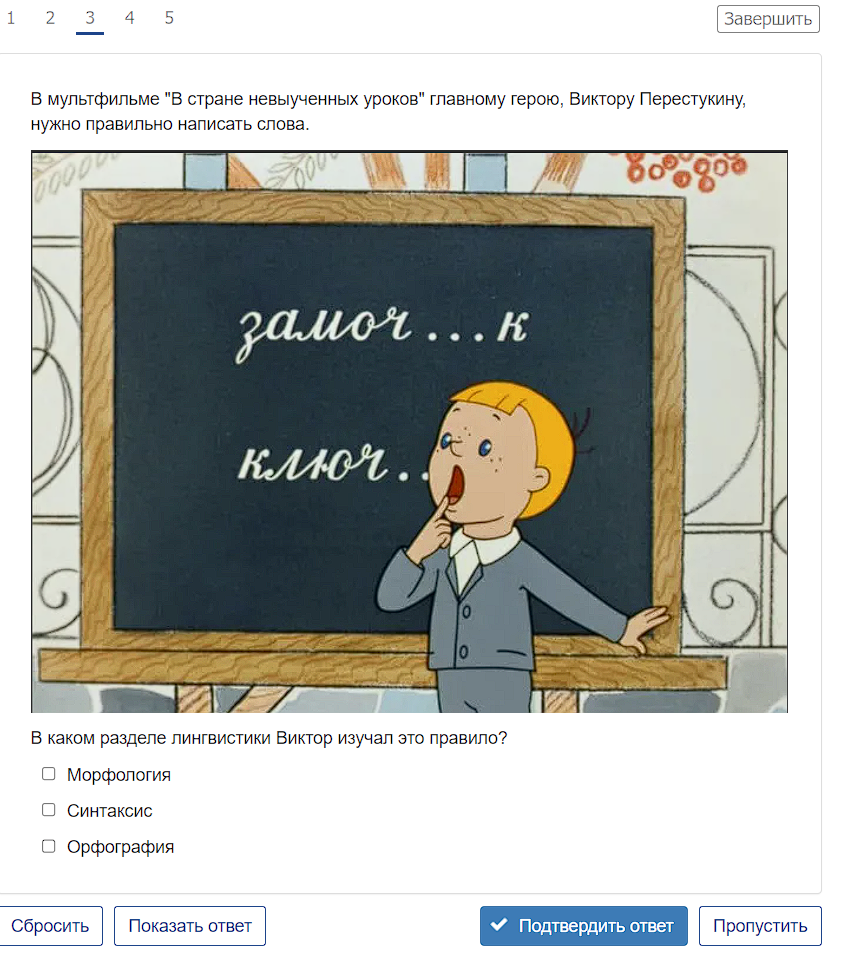 1 2 3 4 5 Завершить
В мультфильме "В стране невыученных уроков" главному герою, Виктору Перестукину,
нужно правильно написать слова.
замоч...к
ключ..
В каком разделе лингвистики Виктор изучал это правило?
Морфология
Синтаксис
Орфография
Сбросить Показать ответ Подтвердить ответ Пропустить